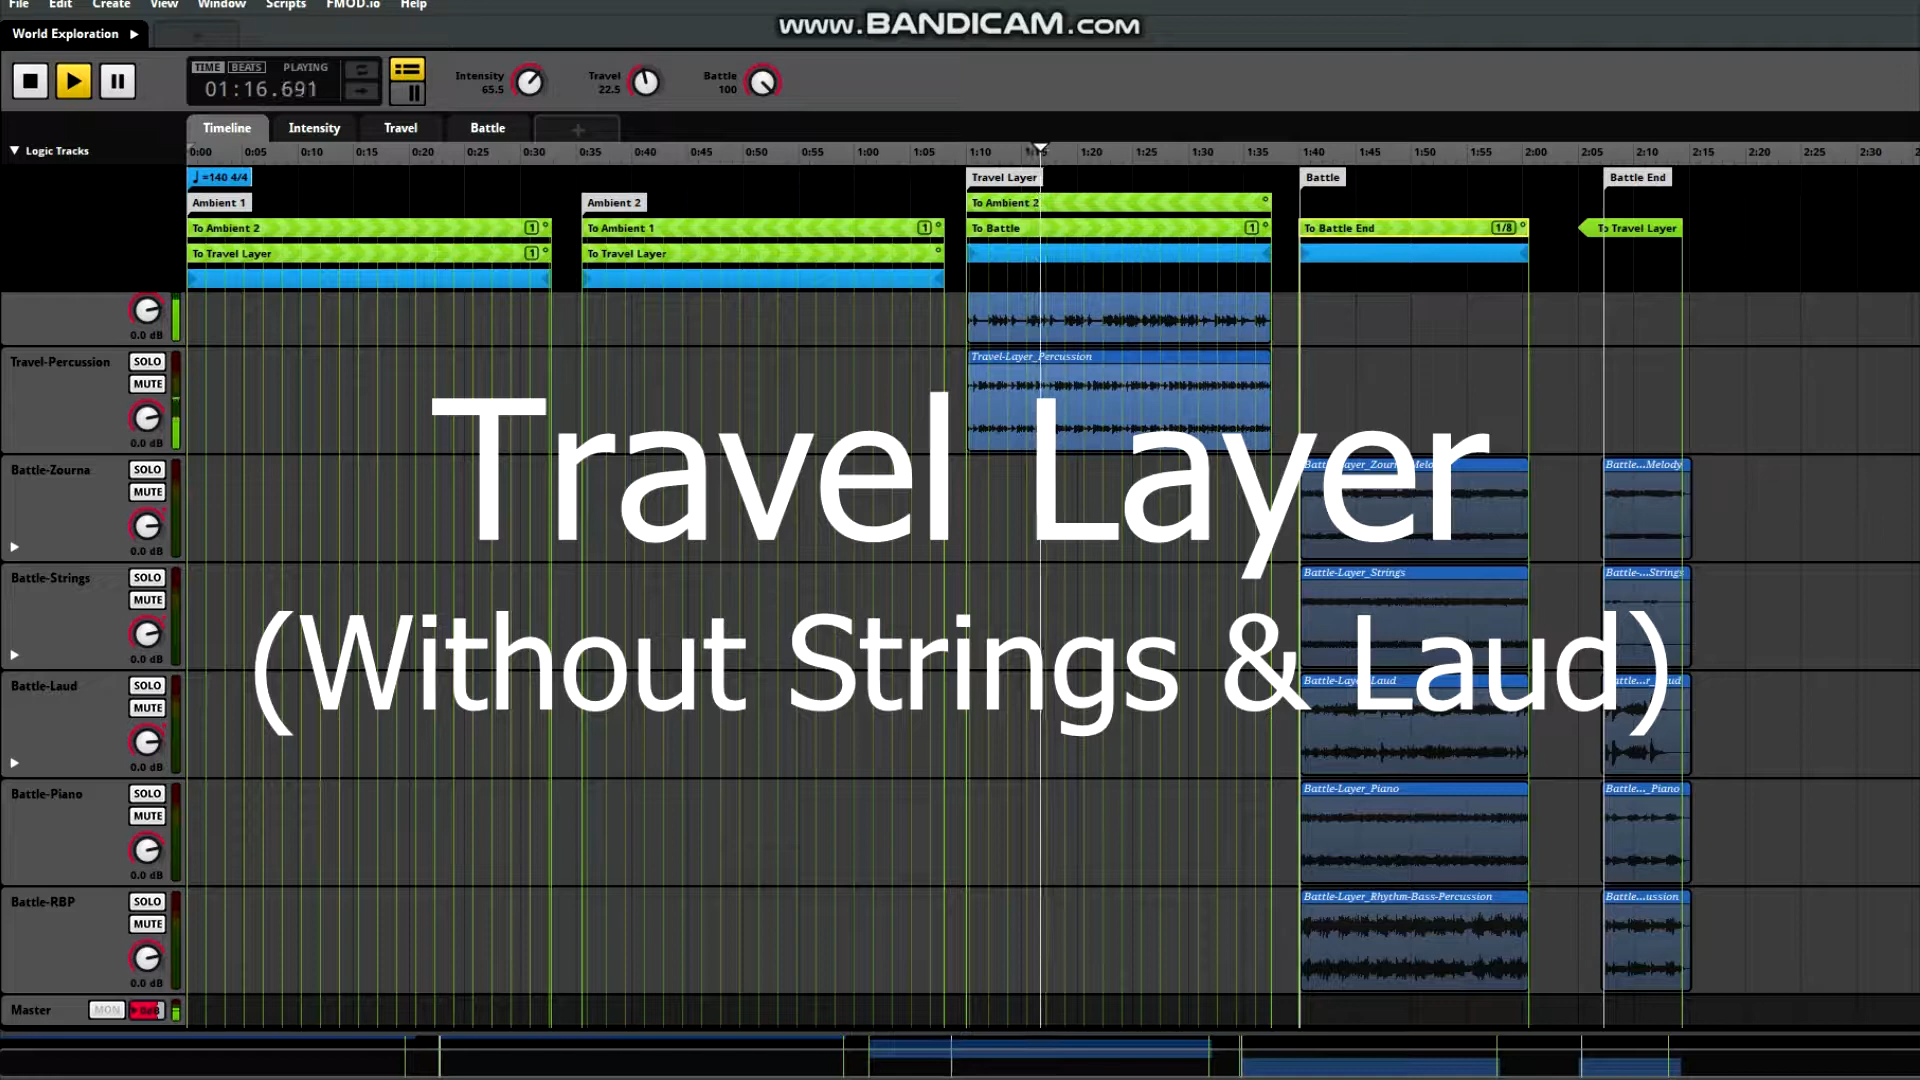 File Edit Create View Window Scripts FMOD.io Help
www.BANDICAM.com
World Exploration
TIME BEATS PLAYING
01:16.691
Intensity 65.5
Travel 22.5
Battle 100
Timeline Intensity Travel Battle +
Logic Tracks
0:00 0:05 0:10 0:15 0:20 0:25 0:30 0:35 0:40 0:45 0:50 0:55 1:00 1:05 1:10 1:15 1:20 1:25 1:30 1:35 1:40 1:45 1:50 1:55 2:00 2:05 2:10 2:15 2:20 2:25 2:30
=140 4/4
Travel Layer
Battle
Battle End
Ambient 1
Ambient 2
To Ambient 2
To Ambient 2 1
To Ambient 1 1
To Battle 1
To Battle End 1/8
To Travel Layer
To Travel Layer 1
To Travel Layer
0.0 dB
Travel-Percussion SOLO
MUTE
0.0 dB
Travel-Layer_Percussion
Travel Layer
(Without Strings & Laud)
Battle-Zourna SOLO
MUTE
0.0 dB
Battle...Melody
Battle-Strings SOLO
MUTE
0.0 dB
Battle-Layer_Strings
Battle-...Strings
Battle-Laud SOLO
MUTE
0.0 dB
Battle-Piano SOLO
MUTE
0.0 dB
Battle-Layer_Piano
Battle..._Piano
Battle-RBP SOLO
MUTE
0.0 dB
Battle-Layer_Rhythm-Bass-Percussion
Battle...ussion
Master MON 0dB